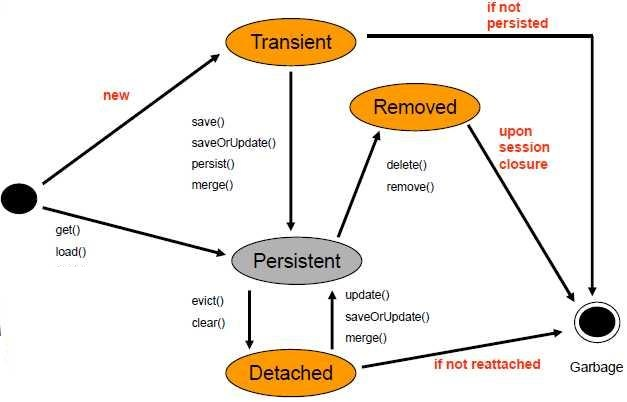 if not
persisted
Transient
new
Removed
save()
saveOrUpdate()
persist()
merge()
upon
session
closure
delete()
remove()
get()
load()
Persistent
evict()
clear()
update()
saveOrUpdate()
merge()
Detached
if not reattached
Garbage